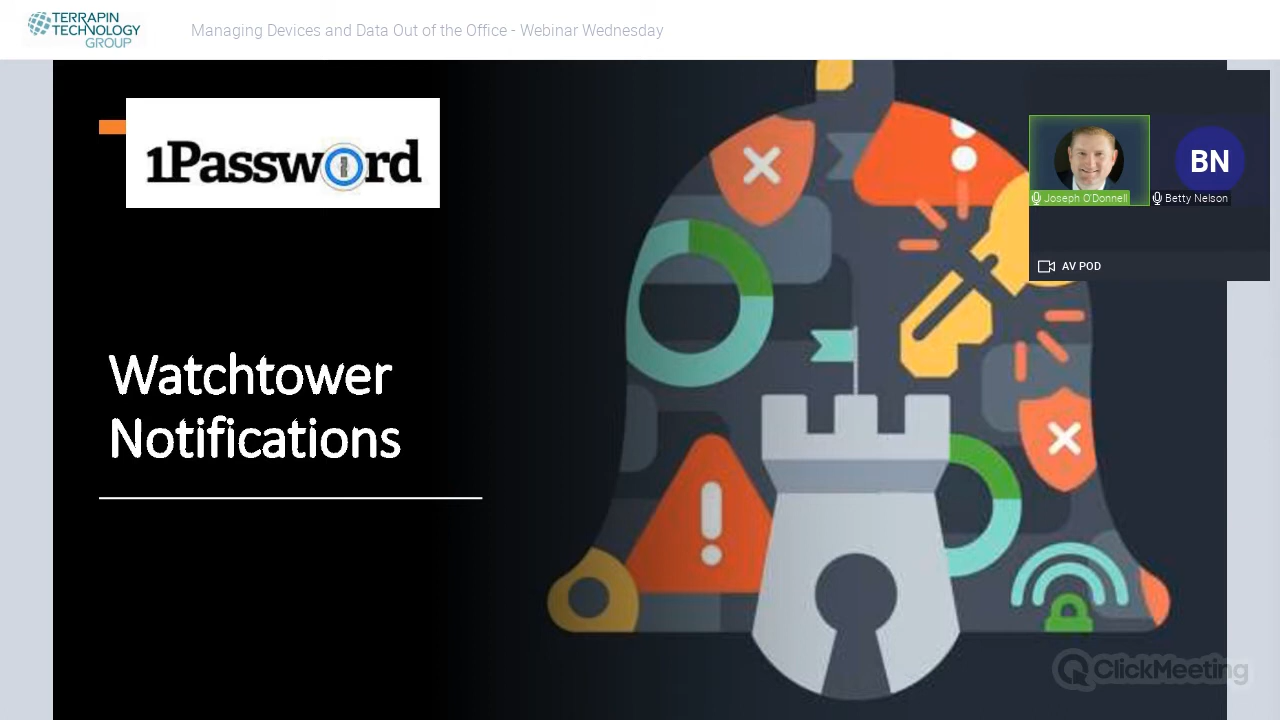 TERRAPIN
TECHNOLOGY
GROUP
Managing Devices and Data Out of the Office - Webinar Wednesday
1Password
BN
Joseph O'Donnell
Betty Nelson
AV POD
Watchtower
Notifications
ClickMeeting